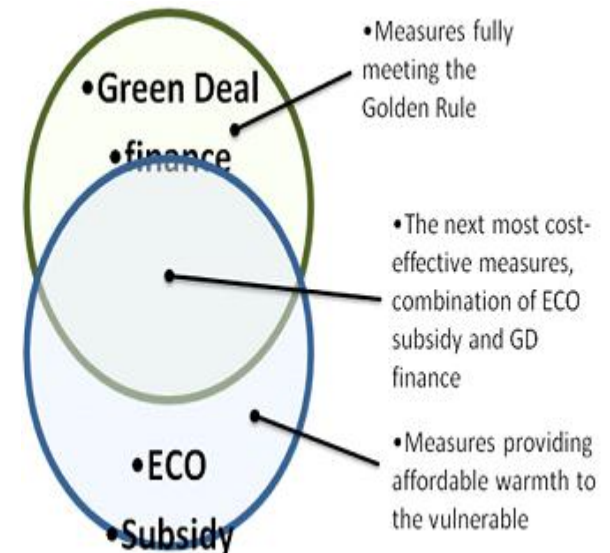 •Green Deal
•finance
•Measures fully
meeting the
Golden Rule
•The next most cost-
effective measures,
combination of ECO
subsidy and GD
finance
•ECO
•Subsidy
•Measures providing
affordable warmth to
the vulnerable